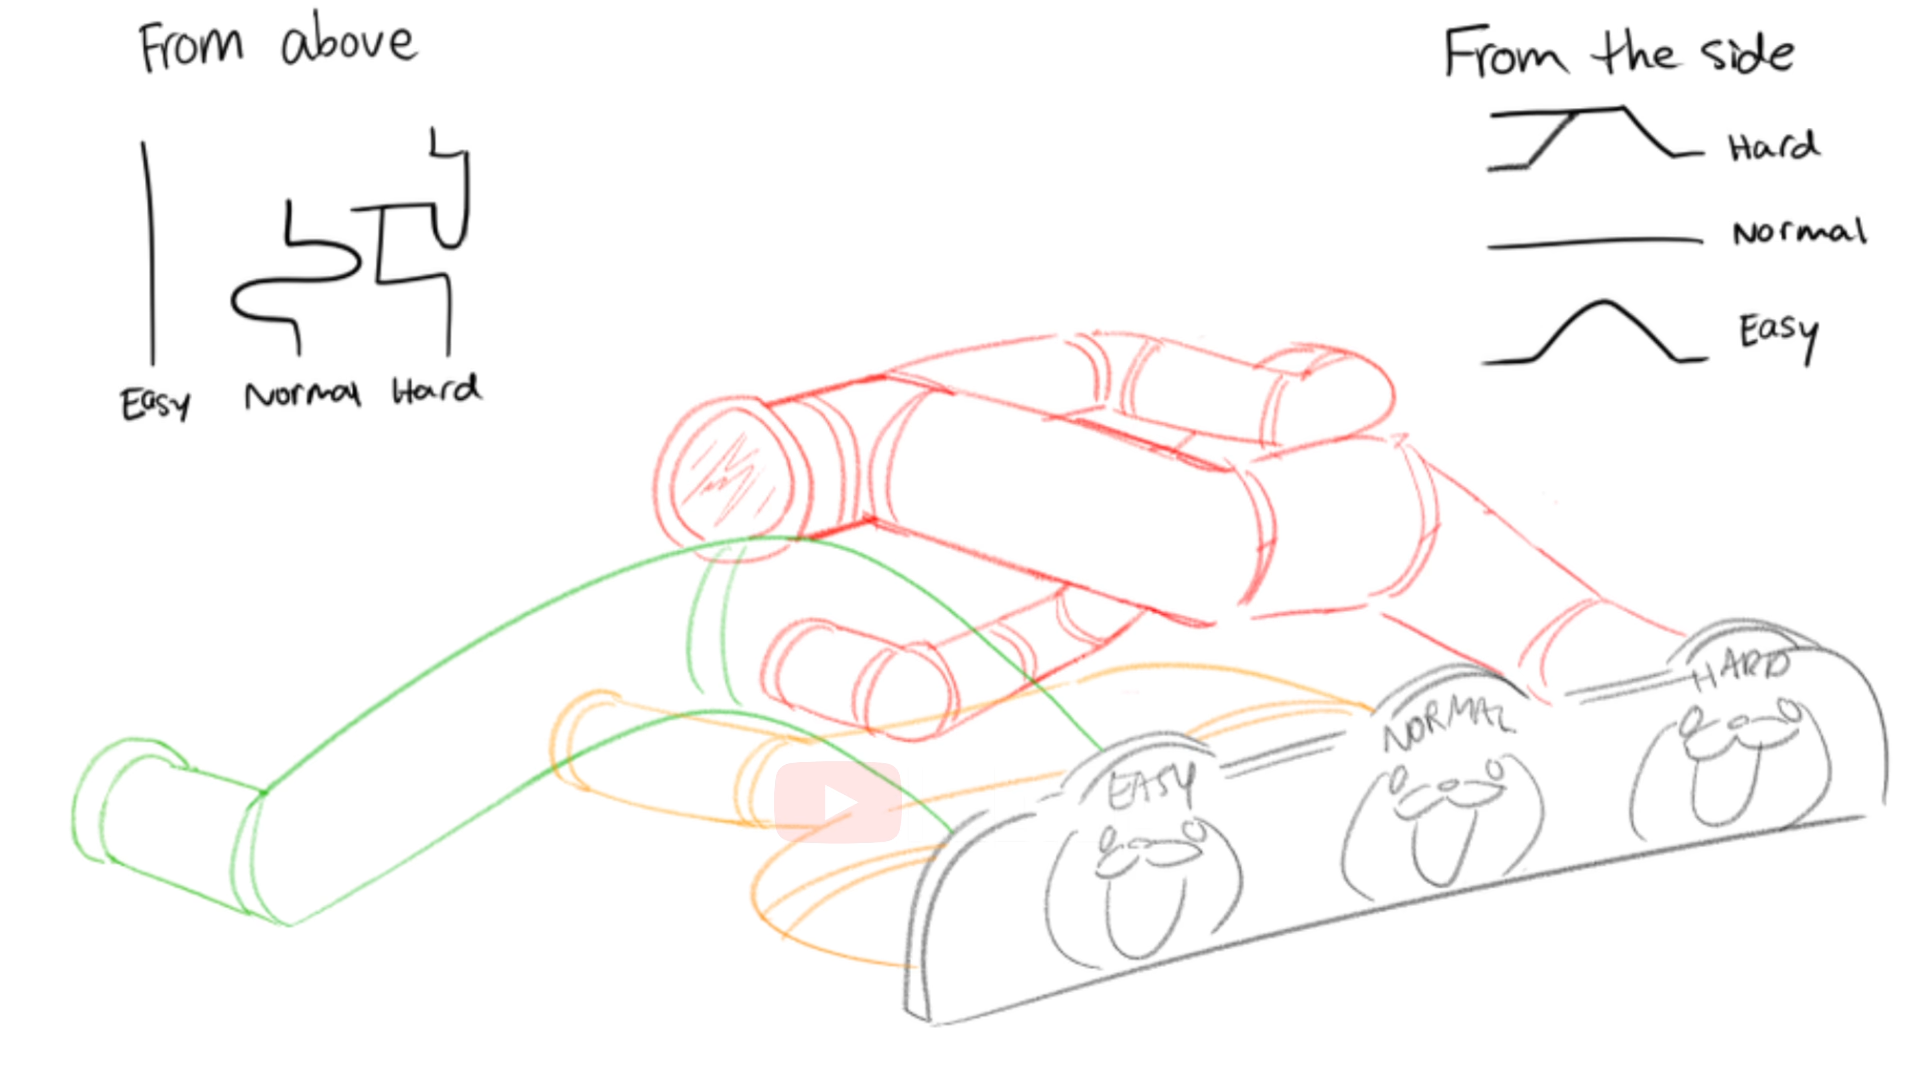 From above
Easy
Normal
Hard
From the side
Hard
Normal
Easy
EASY
NORMAL
HARD